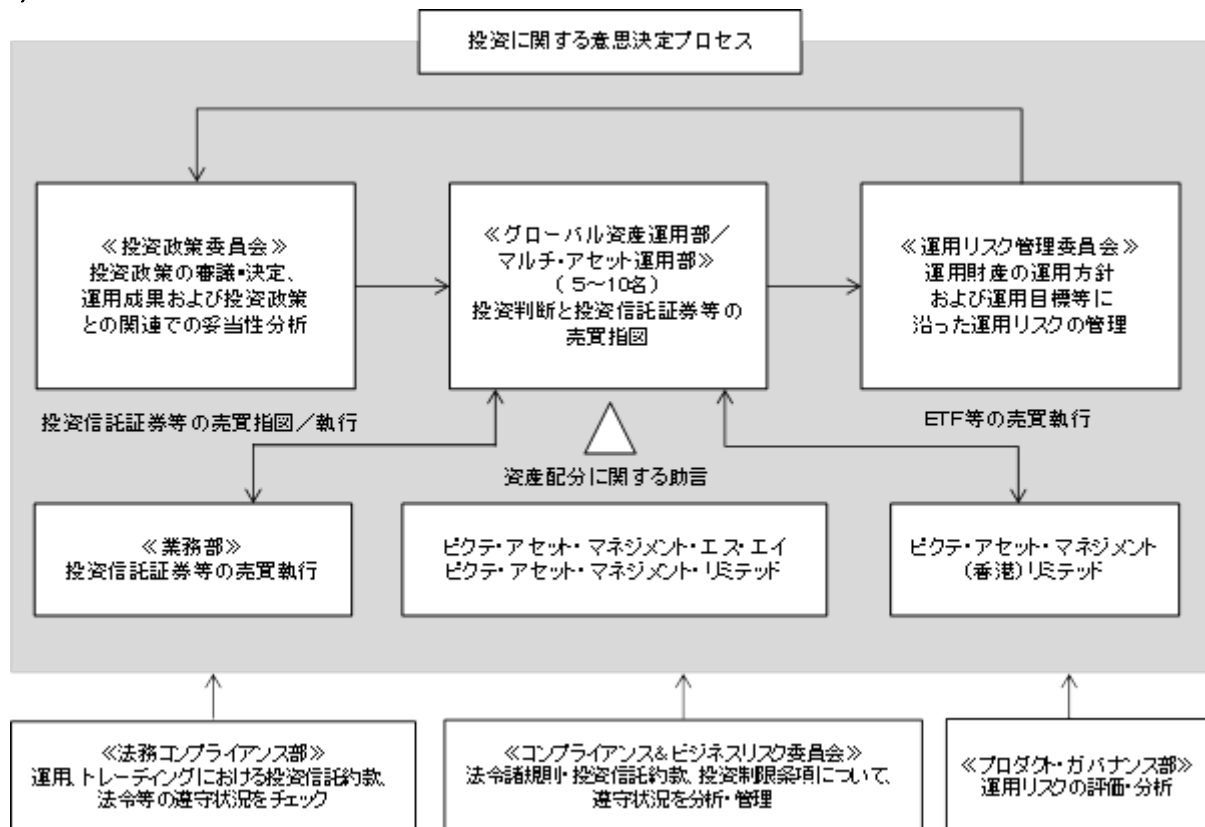 )
投資に関する意思決定プロセス
≪投資政策委員会≫
投資政策の審議・決定、
運用成果および投資政策
との関連での妥当性分析
≪グローバル資産運用部／
マルチ・アセット運用部≫
（５～10名）
投資判断と投資信託証券等の
売買指図
≪運用リスク管理委員会≫
運用財産の運用方針
および運用目標等に
沿った運用リスクの管理
投資信託証券等の売買指図／執行
ETF等の売買執行
資産配分に関する助言
≪業務部≫
投資信託証券等の売買執行
ピクテ・アセット・マネジメント・エス・エイ
ピクテ・アセット・マネジメント・リミテッド
ピクテ・アセット・マネジメント
（香港）リミテッド
≪法務コンプライアンス部≫
運用、トレーディングにおける投資信託約款、
法令等の遵守状況をチェック
≪コンプライアンス&ビジネスリスク委員会≫
法令諸規則・投資信託約款、投資制限条項について、
遵守状況を分析・管理
≪プロダクト・ガバナンス部≫
運用リスクの評価・分析